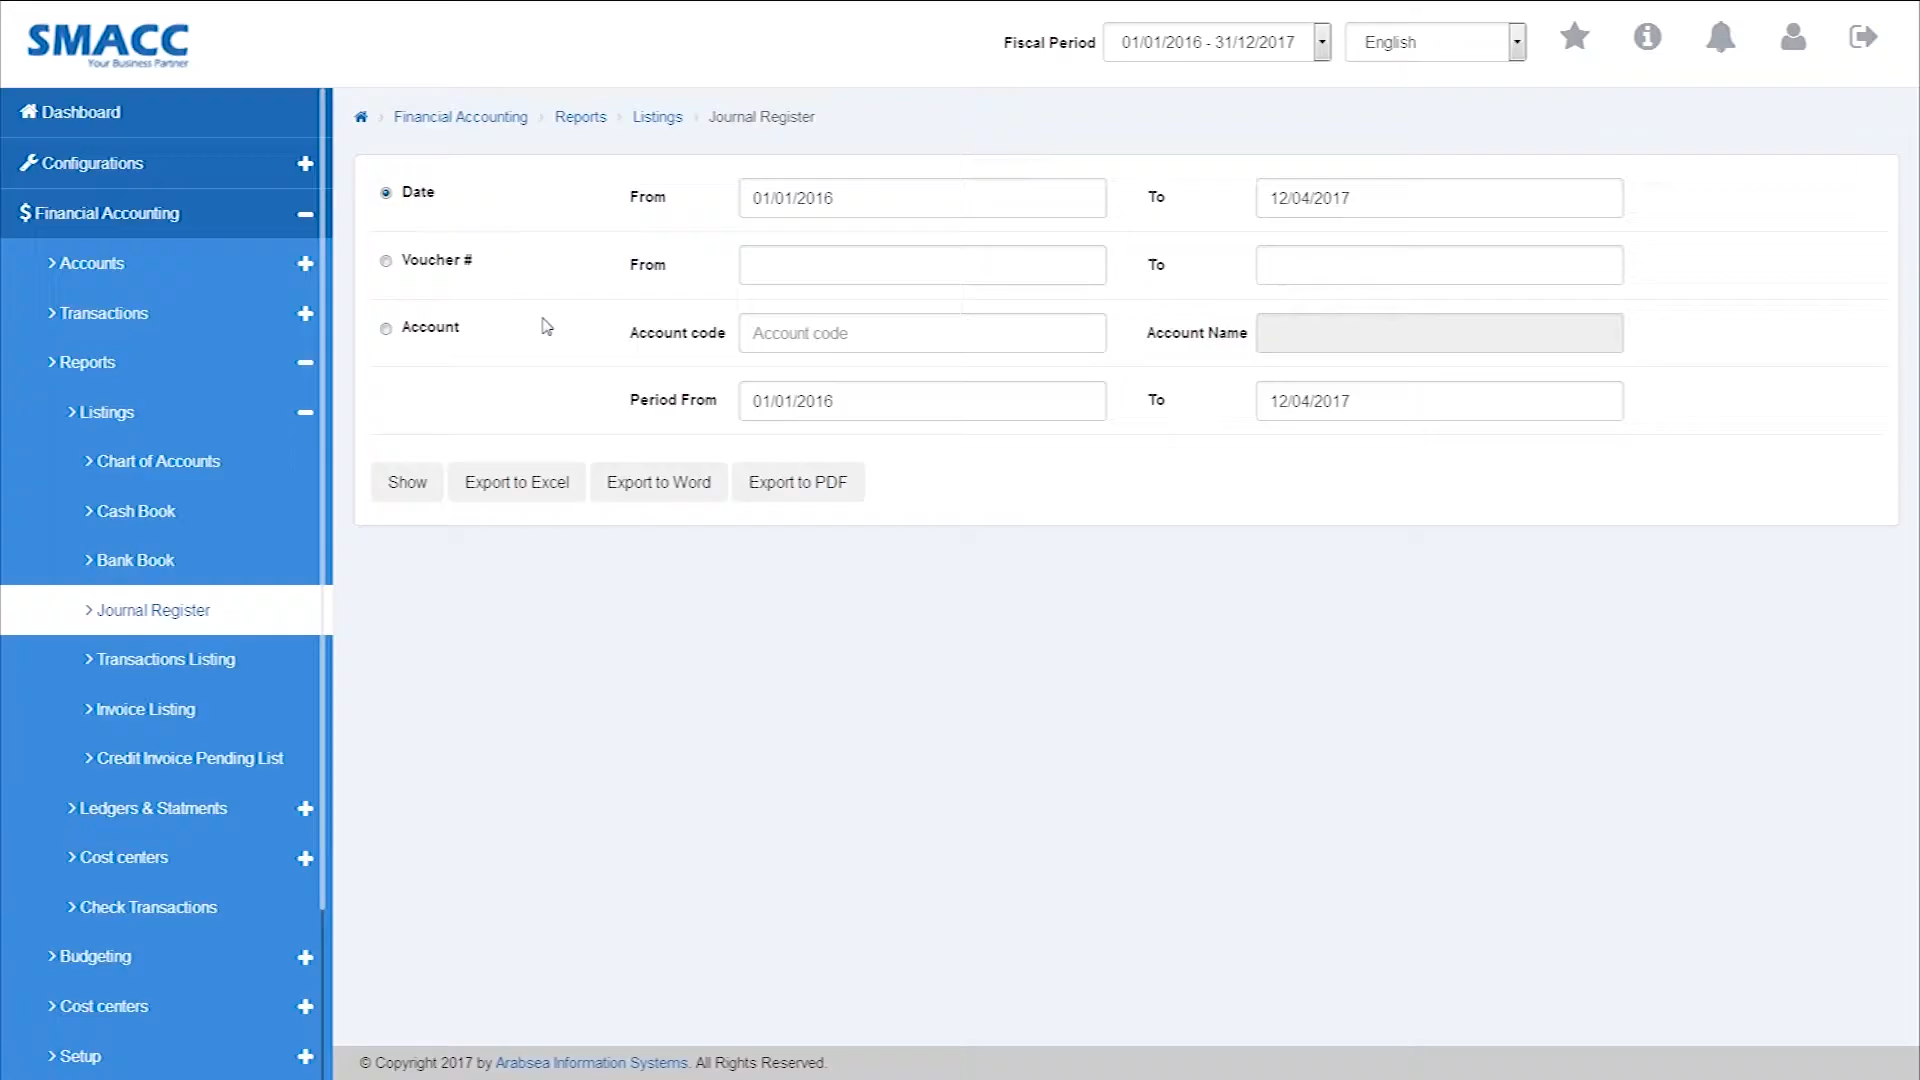 SMACC
Your Business Partner
Fiscal Period 01/01/2016 - 31/12/2017 English
Dashboard
Configurations
Financial Accounting
Accounts
Transactions
Reports
Listings
Chart of Accounts
Cash Book
Bank Book
Journal Register
Transactions Listing
Invoice Listing
Credit Invoice Pending List
Ledgers & Statments
Cost centers
Check Transactions
Budgeting
Cost centers
Setup
Financial Accounting › Reports › Listings › Journal Register
Date From 01/01/2016 To 12/04/2017
Voucher # From To
Account Account code Account code Account Name
Period From 01/01/2016 To 12/04/2017
Show Export to Excel Export to Word Export to PDF
© Copyright 2017 by Arabsea Information Systems. All Rights Reserved.